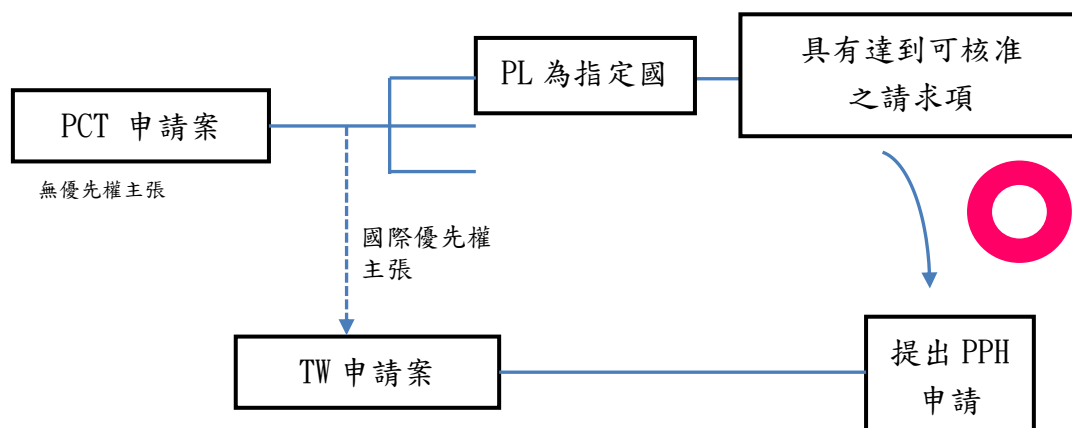 PL 為指定國
具有達到可核准
之請求項
PCT 申請案
無優先權主張
國際優先權
主張
TW 申請案
提出 PPH
申請